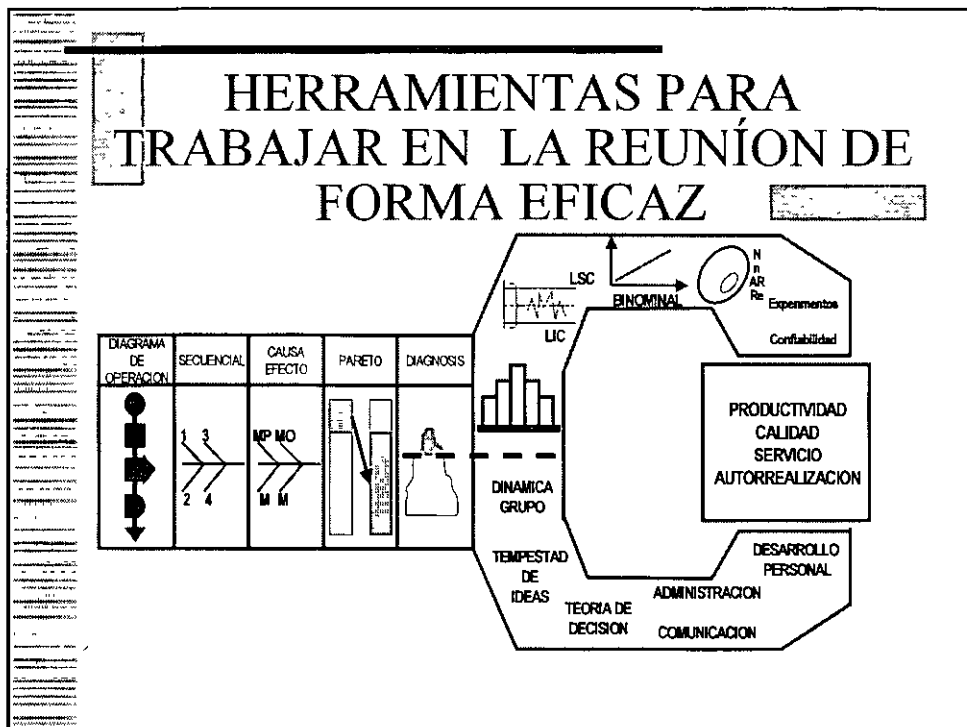 HERRAMIENTAS PARA
TRABAJAR EN LA REUNÍON DE
FORMA EFICAZ
DIAGRAMA
DE
OPERACION
SECUENCIAL
CAUSA
EFECTO
PARETO
DIAGNOSIS
1 3
2 4
MP MO
M M
LSC
LIC
BINOMINAL
N
n
AR
Re
Experimentos
Confiabilidad
PRODUCTIVIDAD
CALIDAD
SERVICIO
AUTORREALIZACION
DINAMICA
GRUPO
TEMPESTAD
DE
IDEAS
TEORIA DE
DECISION
ADMINISTRACION
COMUNICACION
DESARROLLO
PERSONAL